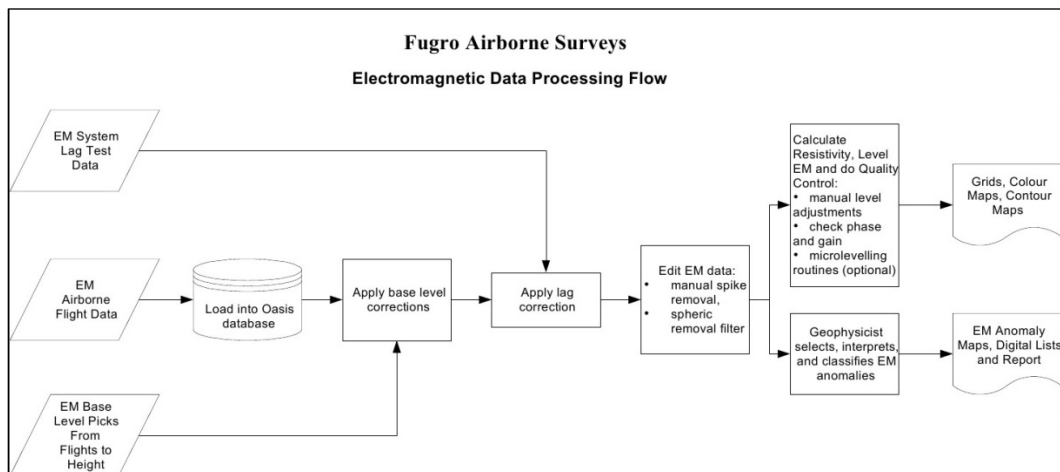 Fugro Airborne Surveys
Electromagnetic Data Processing Flow
EM System
Lag Test
Data
EM
Airborne
Flight Data
EM Base
Level Picks
From
Flights to
Height
Load into Oasis
database
Apply base level
corrections
Apply lag
correction
Edit EM data:
• manual spike
removal,
• spheric
removal filter
Calculate
Resistivity, Level
EM and do Quality
Control:
• manual level
adjustments
• check phase
and gain
• microlevelling
routines (optional)
Grids, Colour
Maps, Contour
Maps
Geophysicist
selects, interprets,
and classifies EM
anomalies
EM Anomaly
Maps, Digital Lists
and Report